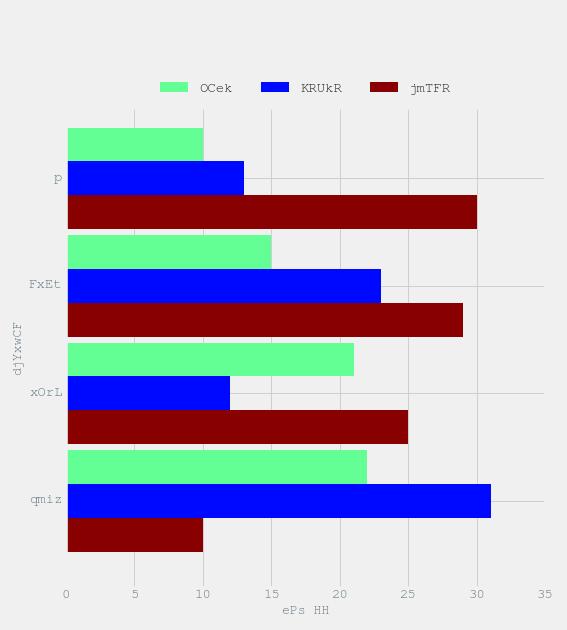 OCek KRUkR jmTFR
p
FxEt
djYxwCF
xOrL
qmiz
0 5 10 15 20 25 30 35
ePs HH